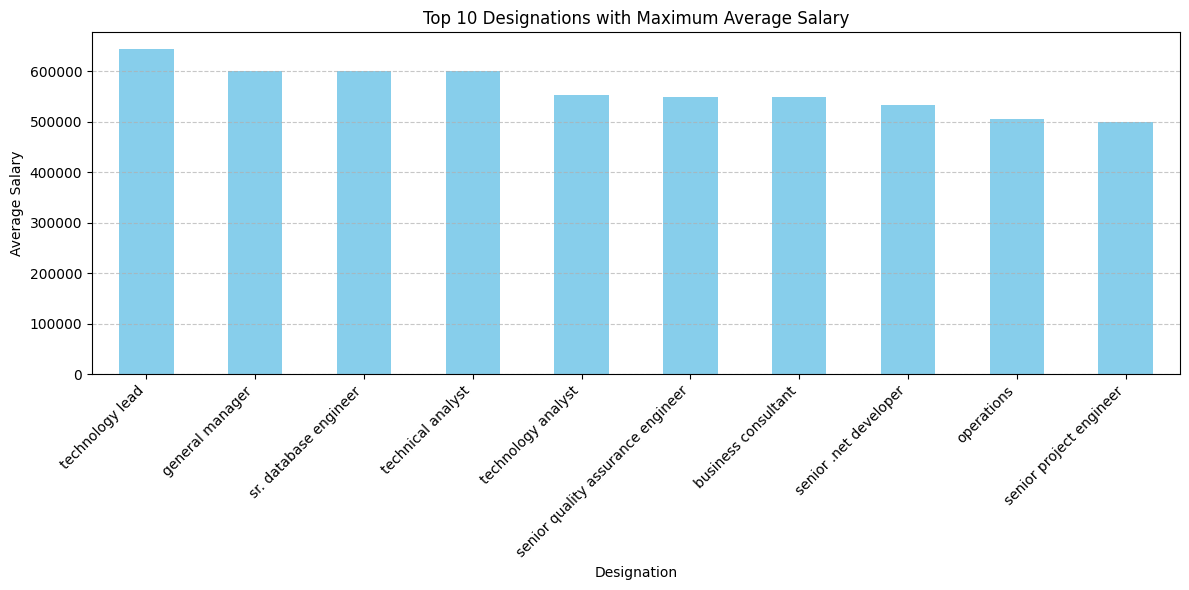 Top 10 Designations with Maximum Average Salary
Average Salary
600000
500000
400000
300000
200000
100000
0
technology lead
general manager
sr. database engineer
technical analyst
technology analyst
senior quality assurance engineer
business consultant
senior .net developer
operations
senior project engineer
Designation